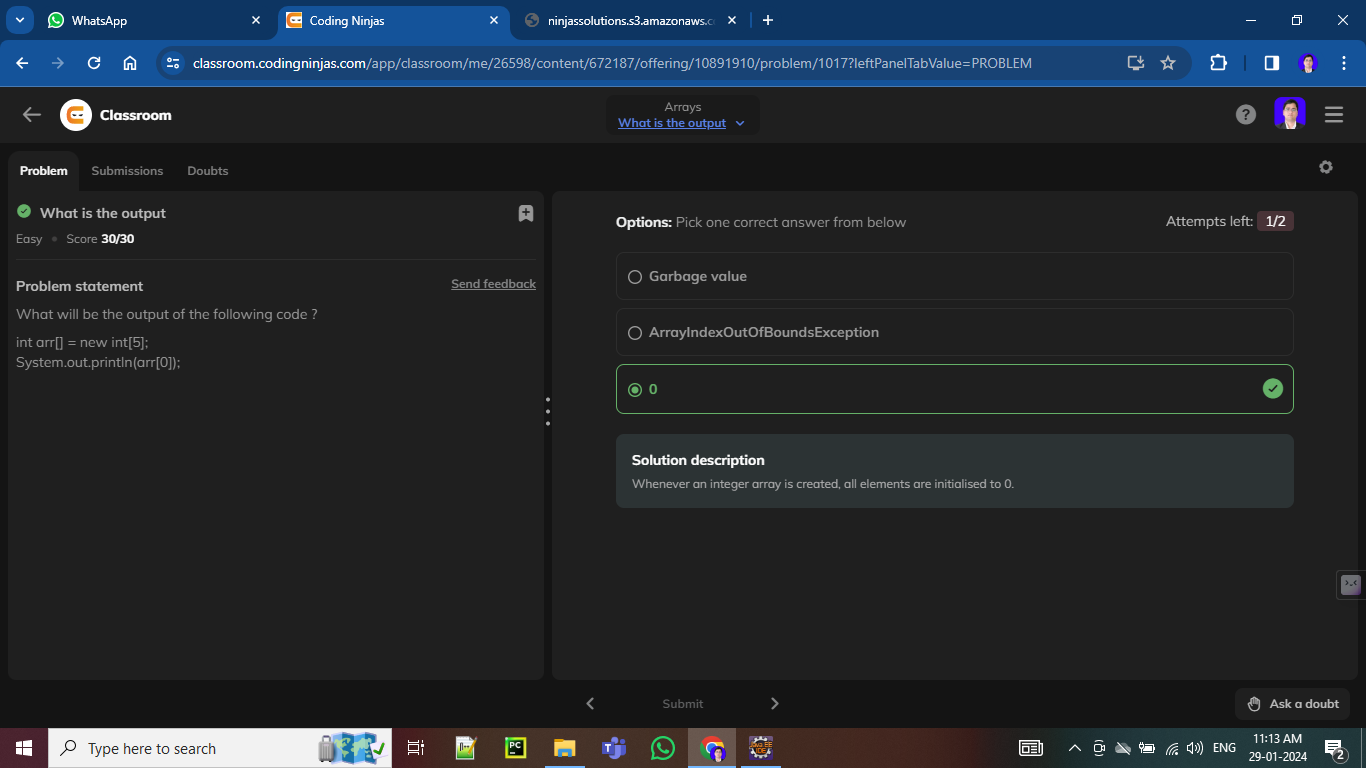 WhatsApp
Coding Ninjas
ninjassolutions.s3.amazonaws.c
classroom.codingninjas.com/app/classroom/me/26598/content/672187/offering/10891910/problem/1017?leftPanelTabValue=PROBLEM
Classroom
Arrays
What is the output
Problem
Submissions
Doubts
What is the output
Easy • Score 30/30
Problem statement
Send feedback
What will be the output of the following code ?
int arr[] = new int[5];
System.out.println(arr[0]);
Options: Pick one correct answer from below
Attempts left: 1/2
Garbage value
ArrayIndexOutOfBoundsException
0
Solution description
Whenever an integer array is created, all elements are initialised to 0.
Submit
Ask a doubt
Type here to search
PC
ENG
11:13 AM
29-01-2024
2